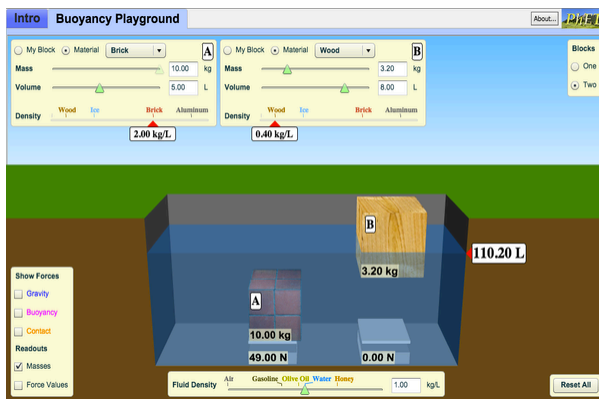 Intro Buoyancy Playground About... PhET
My Block Material Brick A
Mass 10.00 kg
Volume 5.00 L
Wood Ice Brick Aluminum
Density
2.00 kg/L
My Block Material Wood B
Mass 3.20 kg
Volume 8.00 L
Wood Ice Brick Aluminum
Density
0.40 kg/L
Blocks
One
Two
B
110.20 L
3.20 kg
A
10.00 kg
49.00 N 0.00 N
Show Forces
Gravity
Buoyancy
Contact
Readouts
Masses
Force Values
Air Gasoline Olive Oil Water Honey
Fluid Density 1.00 kg/L
Reset All